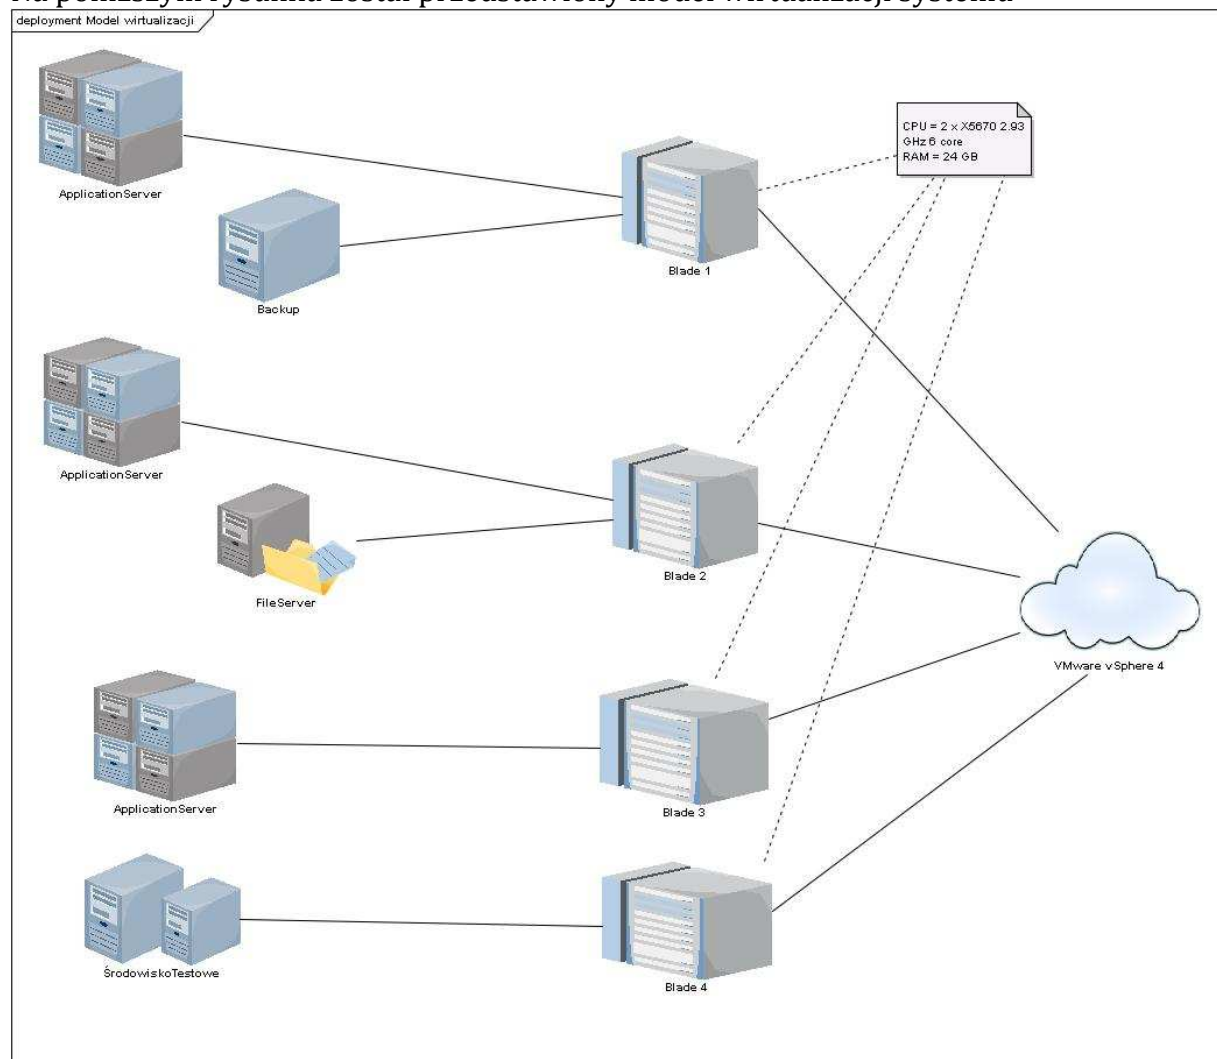 Na poniższym rysunku został przedstawiony model wirtualizacji systemu
deployment Model wirtualizacji
CPU = 2 x X5670 2.93
GHz 6 core
RAM = 24 GB
ApplicationServer
Blade 1
Backup
ApplicationServer
Blade 2
FileServer
VMware vSphere 4
ApplicationServer
Blade 3
ŚrodowiskoTestowe
Blade 4